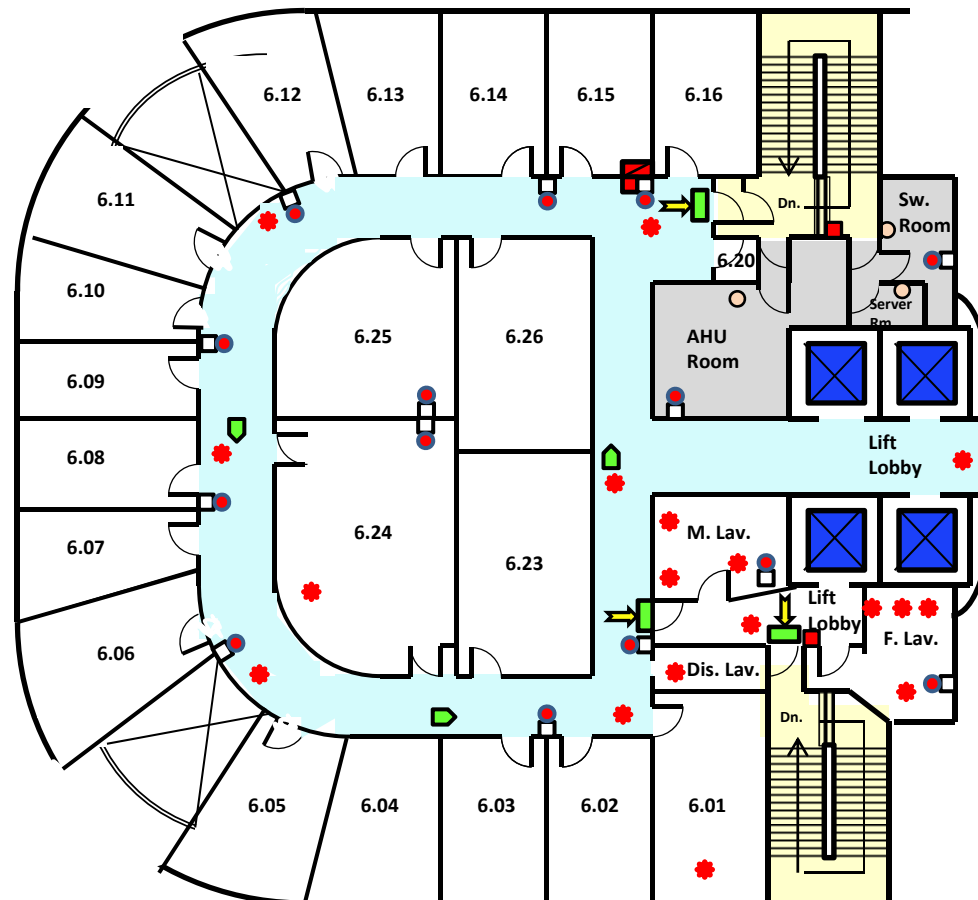 6.12
6.13
6.14
6.15
6.16
Dn.
Sw.
Room
6.11
6.20
6.10
Server
Rm
6.25
6.26
AHU
Room
6.09
6.08
Lift
Lobby
6.07
6.24
6.23
M. Lav.
Lift
Lobby
6.06
F. Lav.
Dis. Lav.
Dn.
6.05
6.04
6.03
6.02
6.01